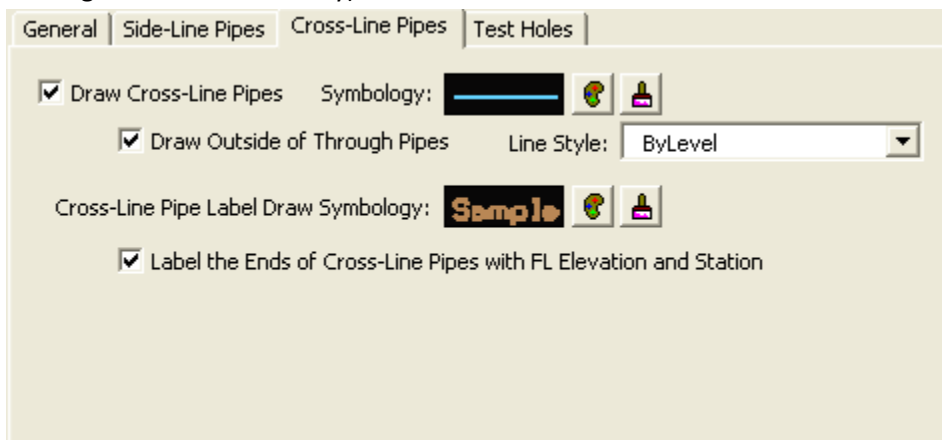 General Side-Line Pipes Cross-Line Pipes Test Holes
Draw Cross-Line Pipes Symbology:
Draw Outside of Through Pipes Line Style: ByLevel
Cross-Line Pipe Label Draw Symbology: Sample
Label the Ends of Cross-Line Pipes with FL Elevation and Station